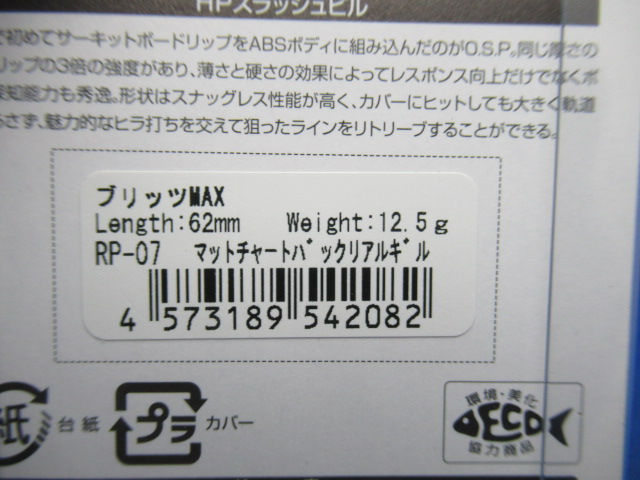 HPスラッシュビル
で初めてサーキットボードリップをABSボディに組み込んだのがO.S.P。同じ厚さの
リップの3倍の強度があり、薄さと硬さの効果によってレスポンス向上だけでなくボ
知能力も秀逸。形状はスナッグレス性能が高く、カバーにヒットしても大きく軌道
さず、魅力的なヒラ打ちを交えて狙ったラインをリトリーブすることができる。
ブリッツMAX
Length:62mm Weight:12.5g
RP-07 マットチャートバックリアルギル
4 573189 542082
紙 台紙 プラ カバー
環境・美化
ECO
協力商品